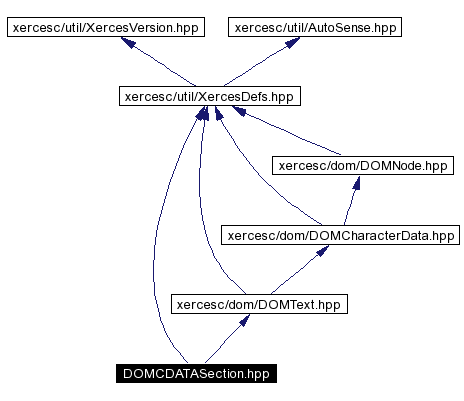 xercesc/util/XercesVersion.hpp
xercesc/util/AutoSense.hpp
xercesc/util/XercesDefs.hpp
xercesc/dom/DOMNode.hpp
xercesc/dom/DOMCharacterData.hpp
xercesc/dom/DOMText.hpp
DOMCDATASection.hpp